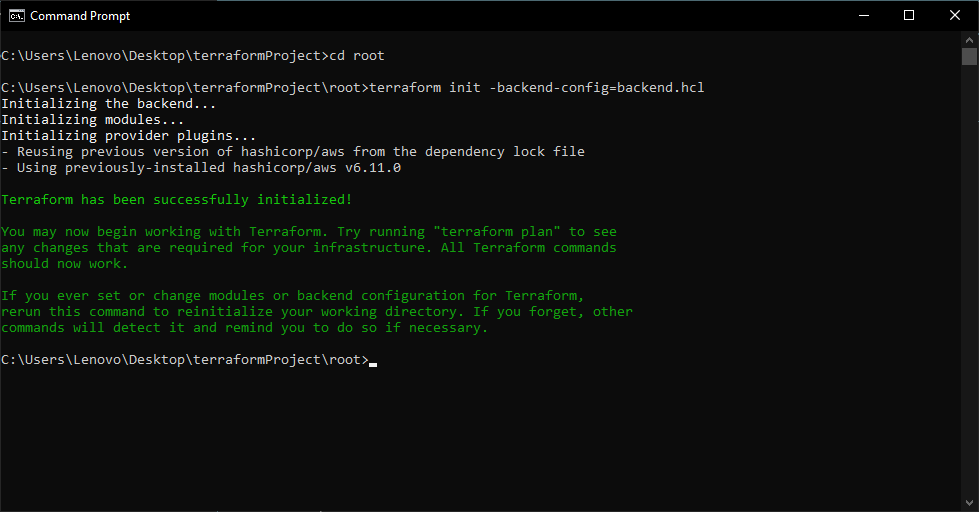 Command Prompt
C:\Users\Lenovo\Desktop\terraformProject>cd root
C:\Users\Lenovo\Desktop\terraformProject\root>terraform init -backend-config=backend.hcl
Initializing the backend...
Initializing modules...
Initializing provider plugins...
- Reusing previous version of hashicorp/aws from the dependency lock file
- Using previously-installed hashicorp/aws v6.11.0
Terraform has been successfully initialized!
You may now begin working with Terraform. Try running "terraform plan" to see
any changes that are required for your infrastructure. All Terraform commands
should now work.
If you ever set or change modules or backend configuration for Terraform,
rerun this command to reinitialize your working directory. If you forget, other
commands will detect it and remind you to do so if necessary.
C:\Users\Lenovo\Desktop\terraformProject\root>